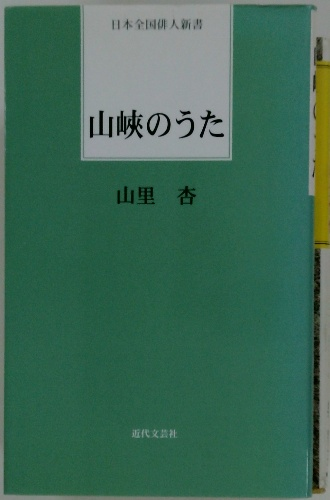 日本全国俳人新書
山峽のうた
山里 杏
近代文芸社